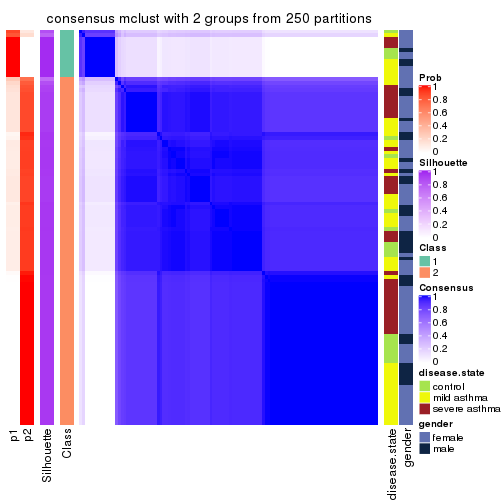 consensus mclust with 2 groups from 250 partitions
Prob
1
0.8
0.6
0.4
0.2
0
Silhouette
1
0.8
0.6
0.4
0.2
0
Class
1
2
Consensus
1
0.8
0.6
0.4
0.2
0
disease.state
control
mild asthma
severe asthma
gender
female
male
p1
p2
Silhouette
Class
disease.state
gender